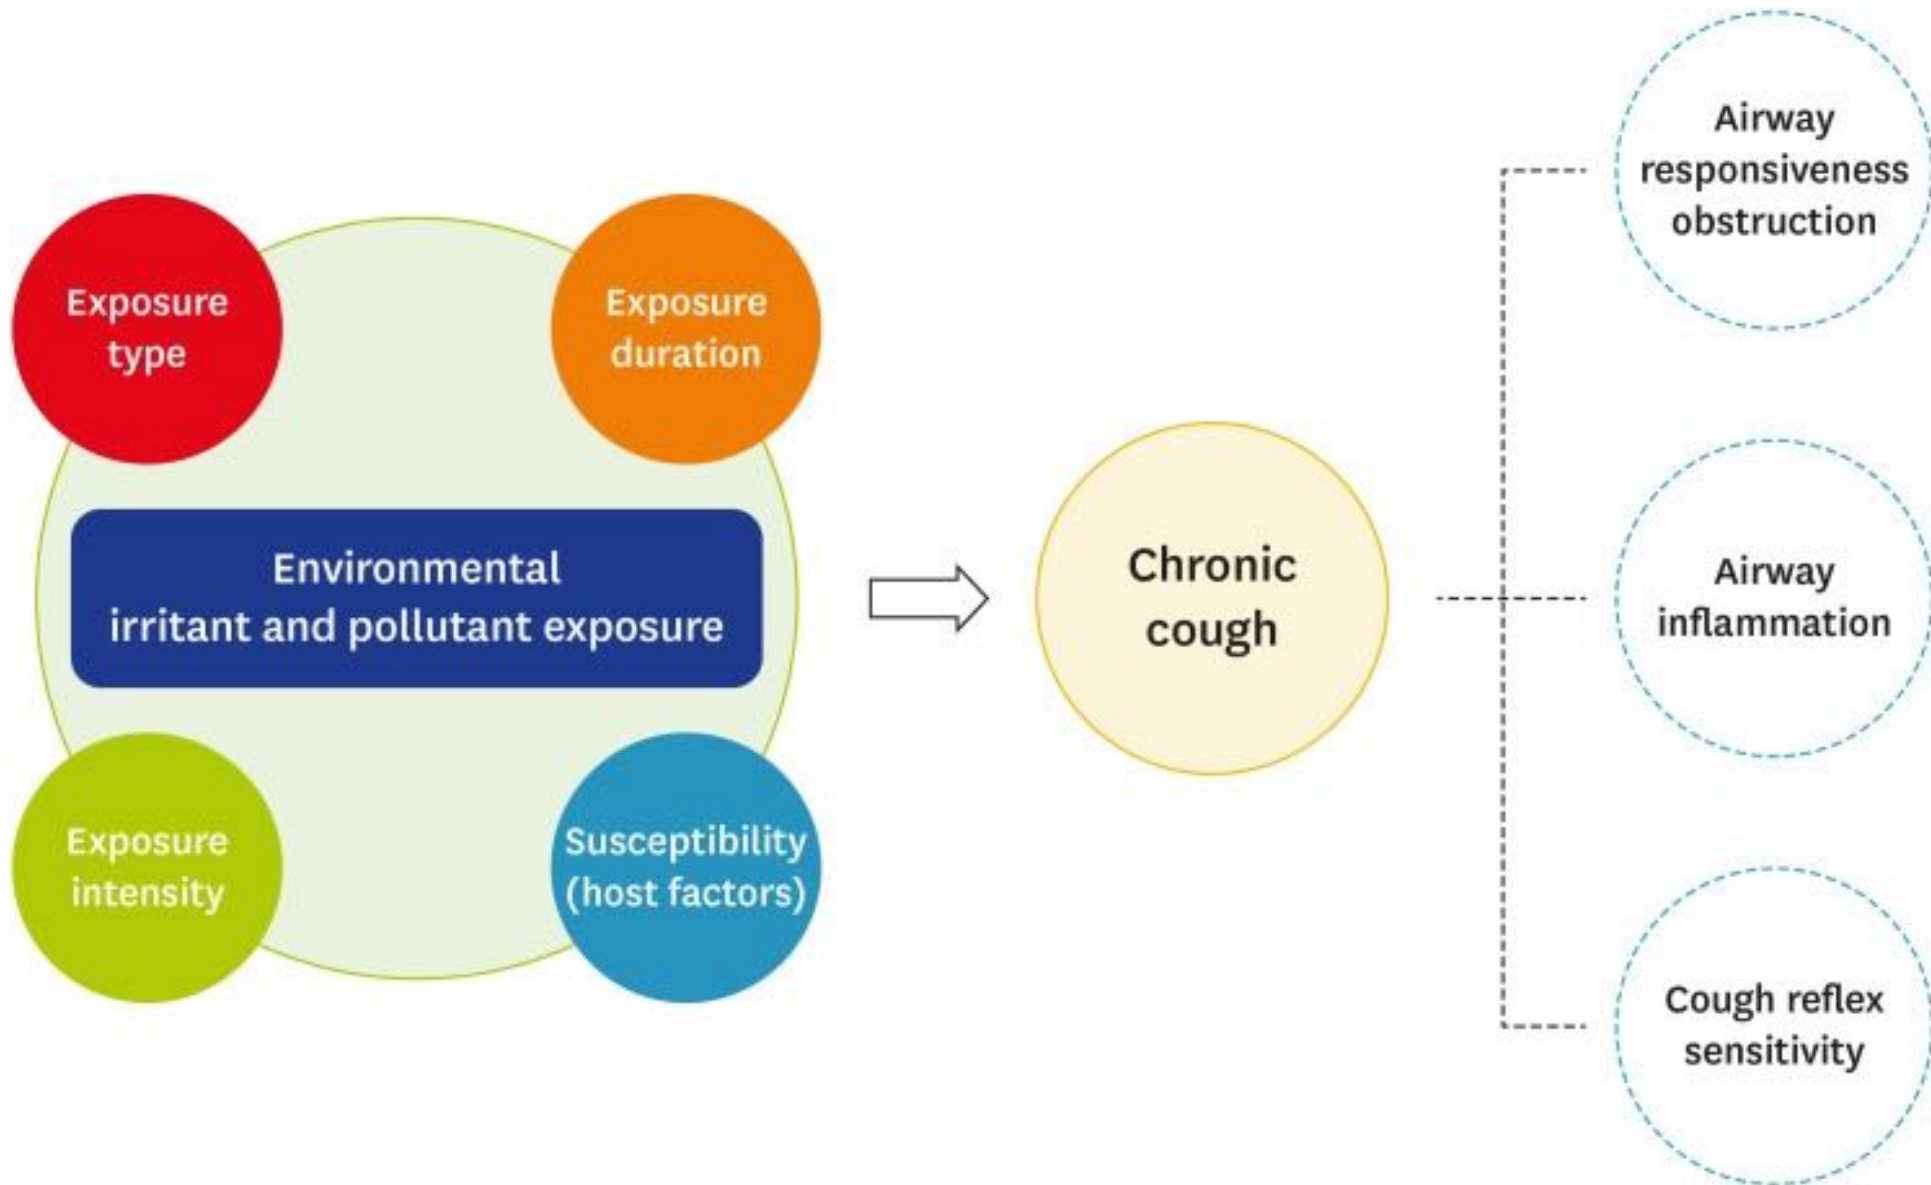 Exposure
type
Exposure
duration
Environmental
irritant and pollutant exposure
Exposure
intensity
Susceptibility
(host factors)
Chronic
cough
Airway
responsiveness
obstruction
Airway
inflammation
Cough reflex
sensitivity